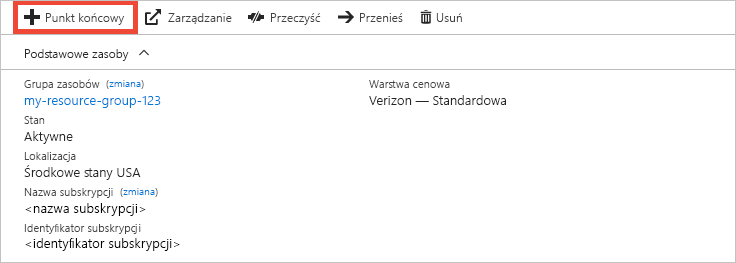 Punkt końcowy Zarządzanie Przeczyść Przenieś Usuń
Podstawowe zasoby
Grupa zasobów (zmiana) Warstwa cenowa
my-resource-group-123 Verizon — Standardowa
Stan
Aktywne
Lokalizacja
Środkowe stany USA
Nazwa subskrypcji (zmiana)
<nazwa subskrypcji>
Identyfikator subskrypcji
<identyfikator subskrypcji>